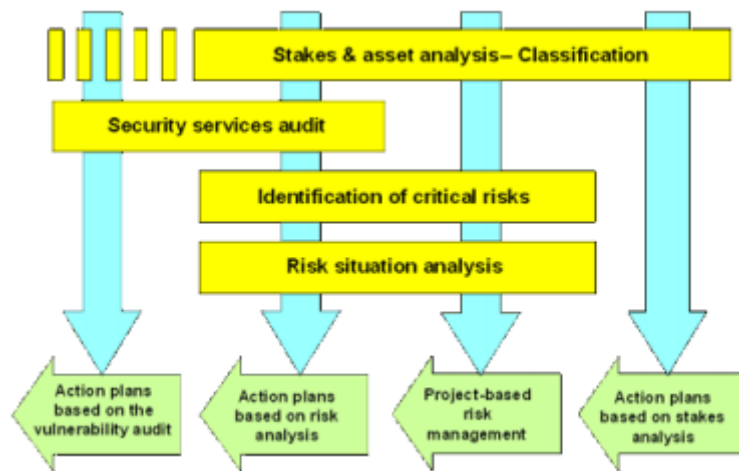 Stakes & asset analysis– Classification
Security services audit
Identification of critical risks
Risk situation analysis
Action plans
based on the
vulnerability audit
Action plans
based on risk
analysis
Project-based
risk
management
Action plans
based on stakes
analysis